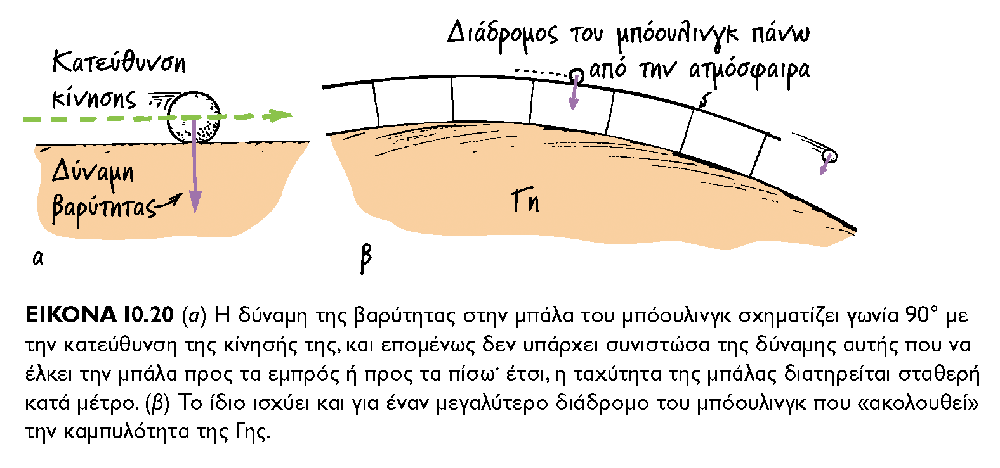 Διάδρομος του μπόουλινγκ πάνω
από την ατμόσφαιρα
Κατεύθυνση
κίνησης
Δύναμη
βαρύτητας
Γη
α
β
ΕΙΚΟΝΑ 10.20 (α) Η δύναμη της βαρύτητας στην μπάλα του μπόουλινγκ σχηματίζει γωνία 90° με
την κατεύθυνση της κίνησής της, και επομένως δεν υπάρχει συνιστώσα της δύναμης αυτής που να
έλκει την μπάλα προς τα εμπρός ή προς τα πίσω· έτσι, η ταχύτητα της μπάλας διατηρείται σταθερή
κατά μέτρο. (β) Το ίδιο ισχύει και για έναν μεγαλύτερο διάδρομο του μπόουλινγκ που «ακολουθεί»
την καμπυλότητα της Γης.